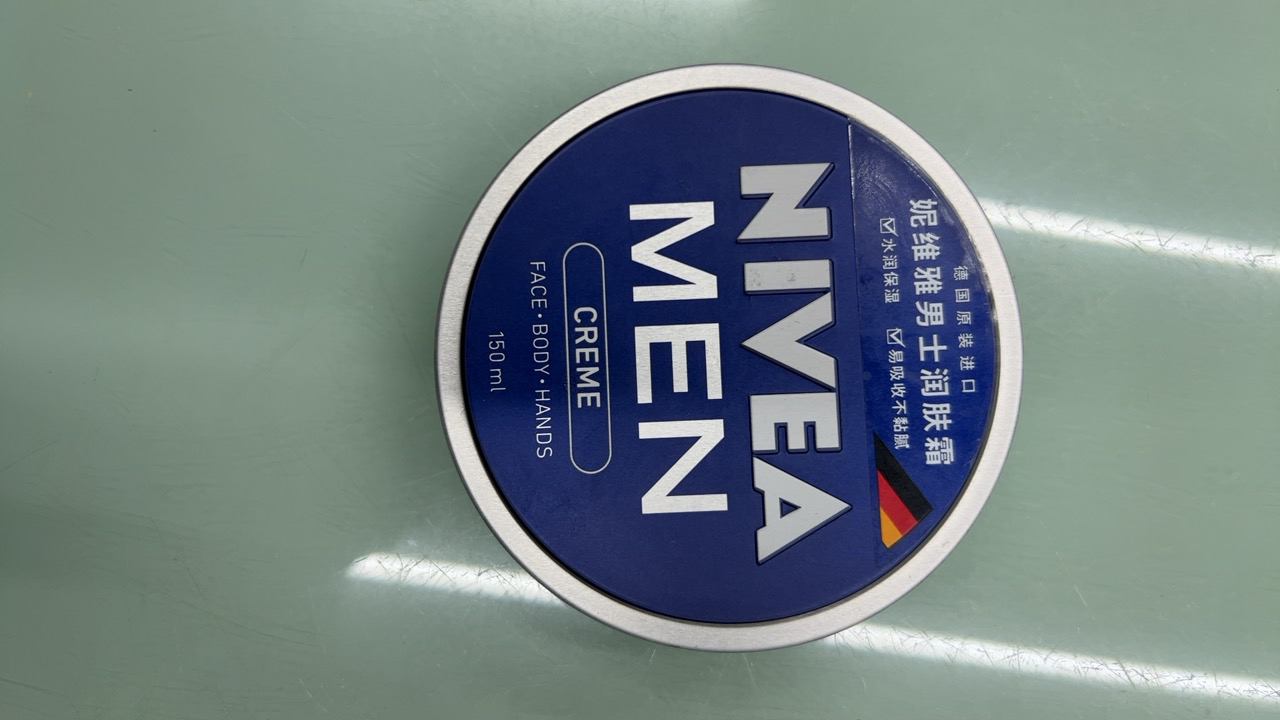 德国原装进口
妮维雅男士润肤霜
☑水润保湿 ☑易吸收不黏腻
NIVEA
MEN
CREME
FACE•BODY•HANDS
150 ml